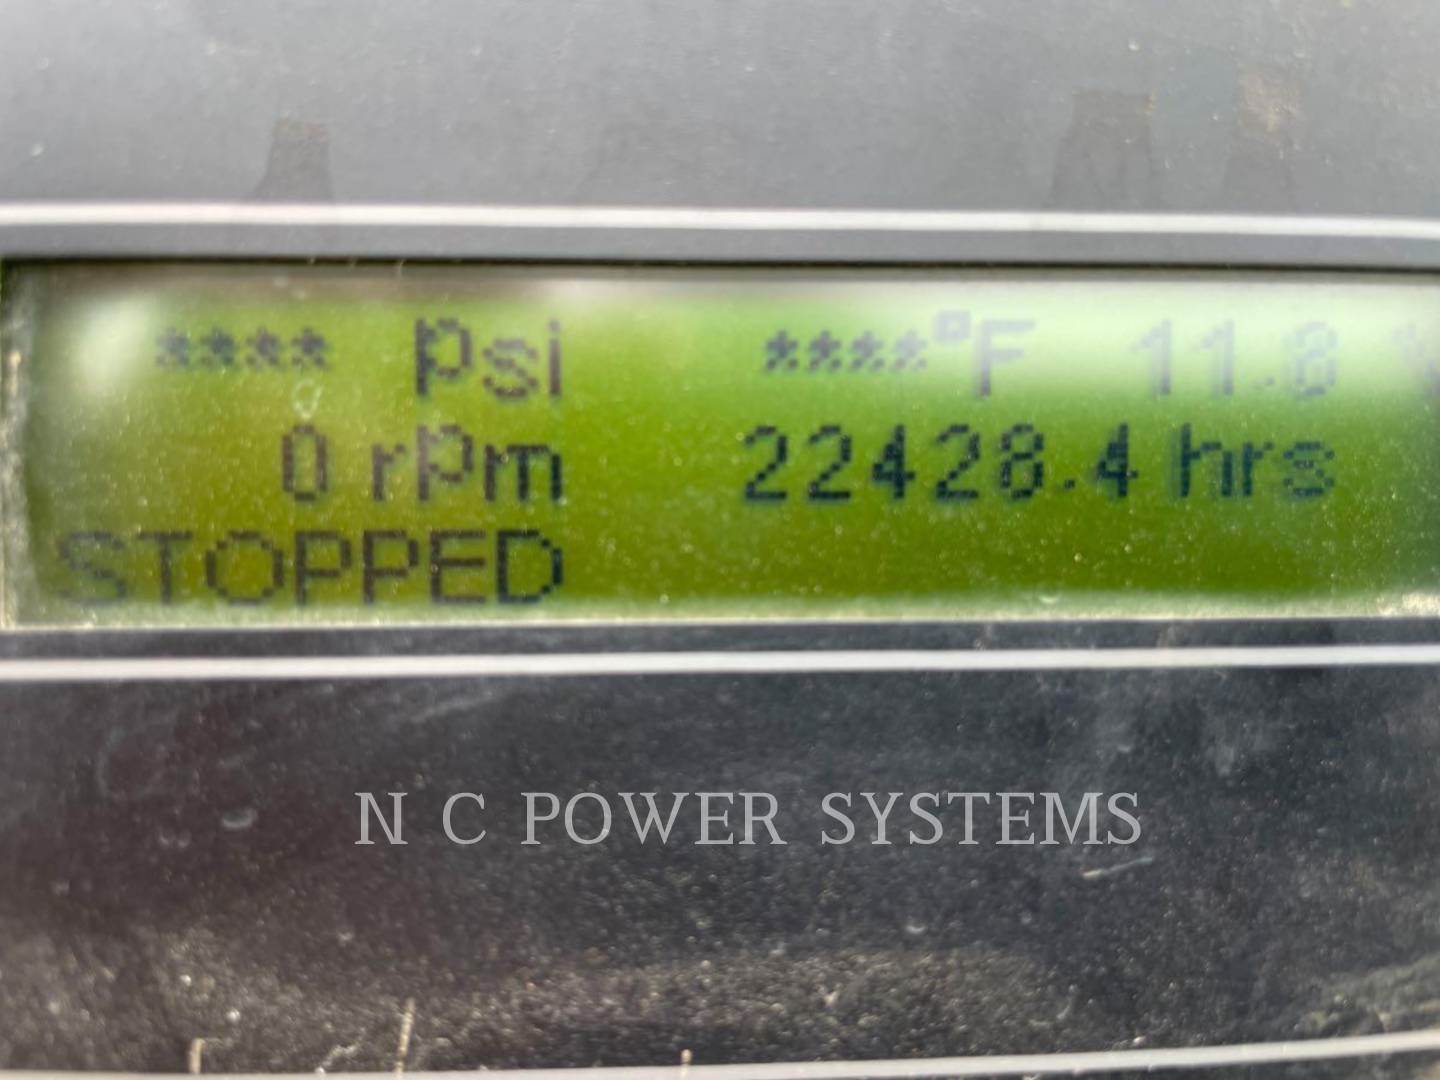 **** psi ****°F 11.8
0 rpm 22428.4 hrs
STOPPED
N C POWER SYSTEMS